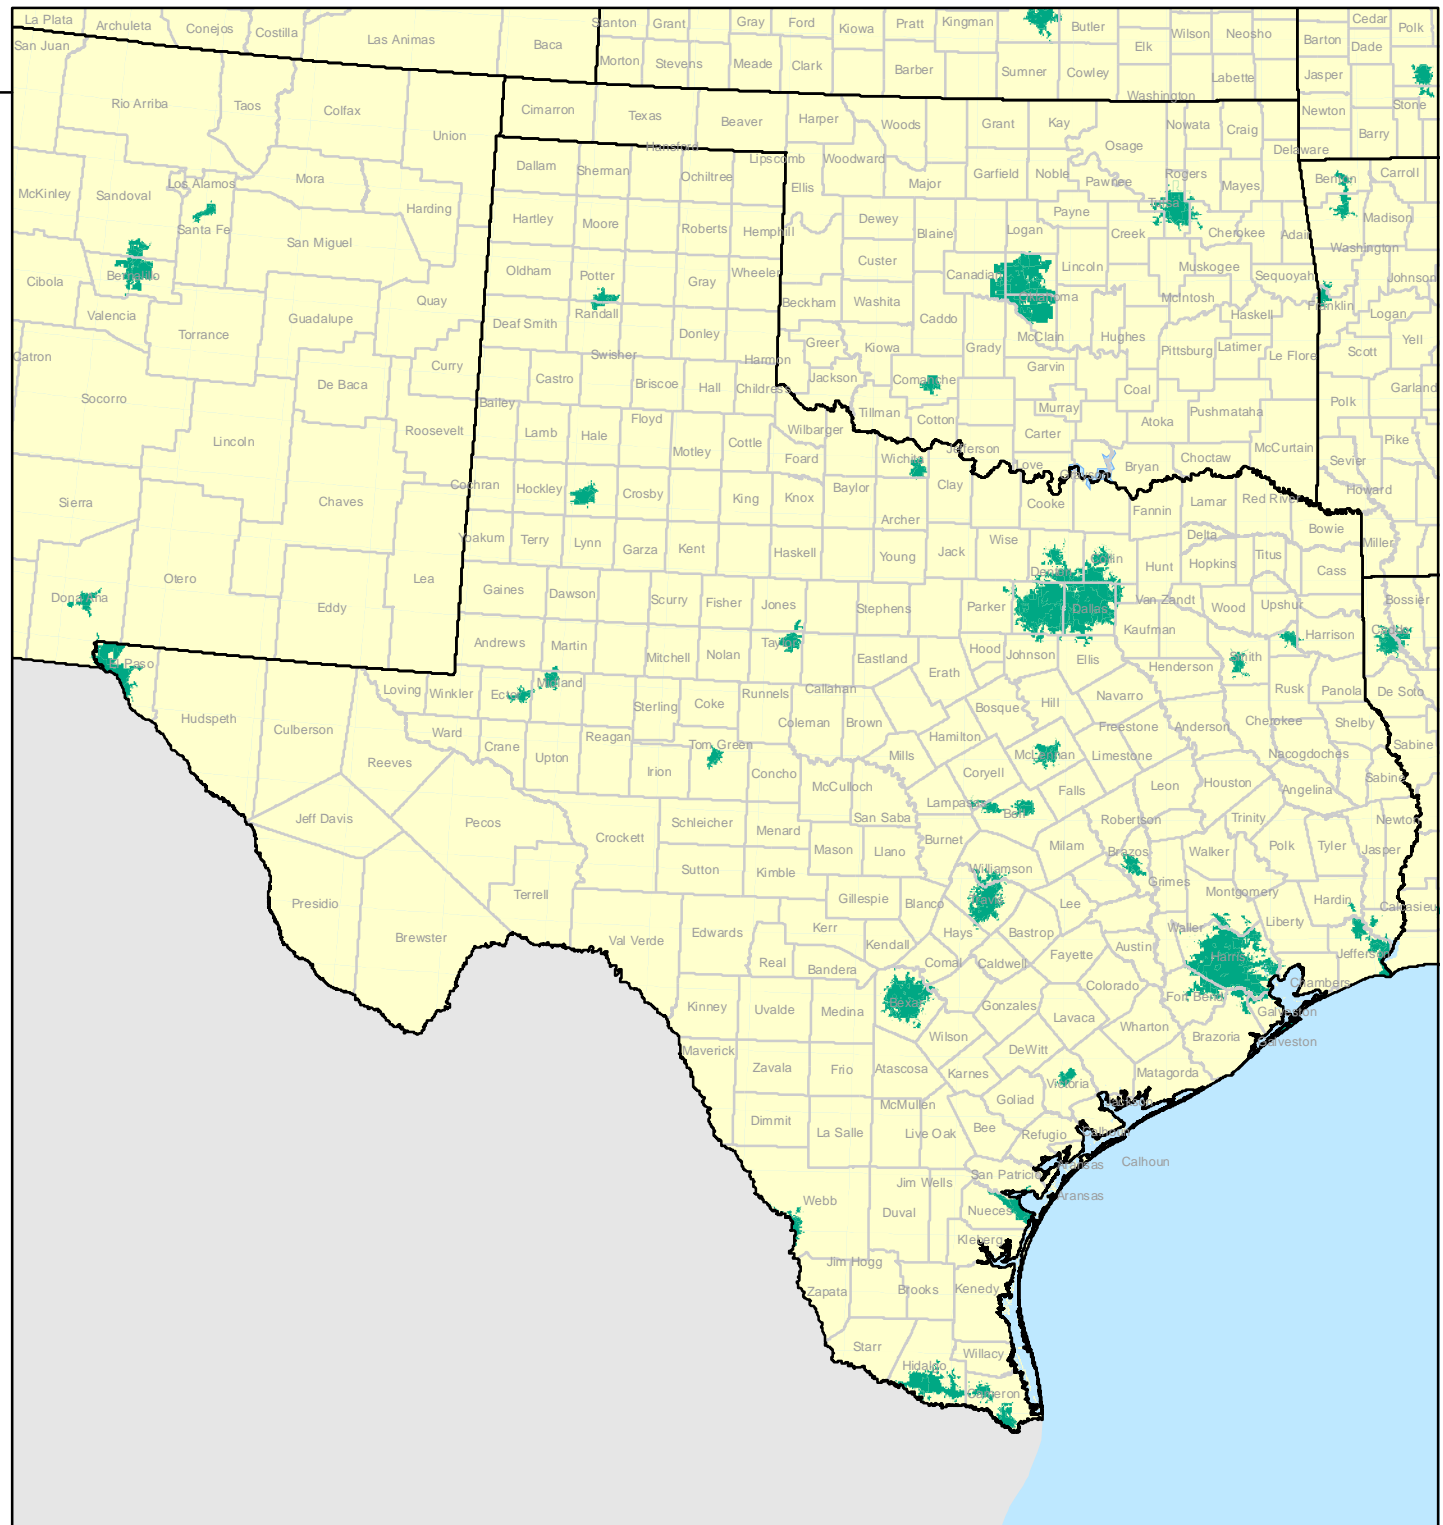 La Plata
Archuleta
Conejos
Costilla
Las Animas
Baca
Stanton
Grant
Gray
Ford
Kiowa
Pratt
Kingman
Butler
Elk
Wilson
Neosho
Cedar
Polk
San Juan
Morton
Stevens
Meade
Clark
Barber
Sumner
Cowley
Labette
Barton
Dade
Jasper
Washington
Rio Arriba
Taos
Colfax
Union
Cimarron
Texas
Beaver
Harper
Woods
Grant
Kay
Osage
Nowata
Craig
Delaware
Newton
Stone
Barry
Hansford
Lipscomb
Woodward
McKinley
Sandoval
Los Alamos
Mora
Harding
Dallam
Sherman
Ochiltree
Ellis
Major
Garfield
Noble
Pawnee
Rogers
Mayes
Benton
Carroll
Santa Fe
San Miguel
Hartley
Moore
Roberts
Hemphill
Dewey
Blaine
Logan
Payne
Creek
Tulsa
Cherokee
Adair
Madison
Washington
Cibola
Bernalillo
Quay
Oldham
Potter
Gray
Wheeler
Custer
Canadian
Lincoln
Muskogee
Sequoyah
Johnson
Valencia
Torrance
Guadalupe
Deaf Smith
Randall
Donley
Beckham
Washita
Caddo
Oklahoma
McIntosh
Haskell
Franklin
Logan
Catron
Socorro
De Baca
Curry
Swisher
Harmon
Greer
Kiowa
Grady
McClain
Hughes
Pittsburg
Latimer
Le Flore
Scott
Yell
Castro
Briscoe
Hall
Childress
Jackson
Comanche
Garvin
Coal
Garland
Polk
Lincoln
Roosevelt
Bailey
Lamb
Hale
Floyd
Motley
Cottle
Wilbarger
Foard
Tillman
Cotton
Murray
Carter
Atoka
Pushmataha
McCurtain
Pike
Sevier
Howard
Sierra
Chaves
Cochran
Hockley
Crosby
King
Knox
Baylor
Wichita
Jefferson
Clay
Love
Grayson
Bryan
Choctaw
Archer
Cooke
Fannin
Lamar
Red River
Bowie
Miller
Yoakum
Terry
Lynn
Garza
Kent
Haskell
Young
Jack
Wise
Delta
Hopkins
Titus
Cass
Dona Ana
Otero
Eddy
Lea
Gaines
Dawson
Scurry
Fisher
Jones
Stephens
Parker
Denton
Collin
Hunt
Dallas
Van Zandt
Wood
Upshur
Harrison
Bossier
Caddo
El Paso
Andrews
Martin
Mitchell
Nolan
Taylor
Eastland
Hood
Johnson
Ellis
Kaufman
Henderson
Smith
Hudspeth
Culberson
Loving
Winkler
Ector
Midland
Sterling
Coke
Runnels
Callahan
Coleman
Brown
Erath
Bosque
Hill
Navarro
Freestone
Anderson
Cherokee
Rusk
Panola
De Soto
Shelby
Reeves
Ward
Crane
Upton
Reagan
Irion
Tom Green
Concho
Mills
Hamilton
McLennan
Limestone
Nacogdoches
Sabine
Jeff Davis
Pecos
Crockett
Schleicher
Menard
McCulloch
San Saba
Lampasas
Coryell
Bell
Falls
Leon
Houston
Angelina
Sabine
Robertson
Trinity
Newton
Presidio
Brewster
Terrell
Sutton
Kimble
Mason
Llano
Burnet
Williamson
Milam
Brazos
Walker
Polk
Tyler
Jasper
Val Verde
Edwards
Gillespie
Blanco
Travis
Lee
Grimes
Montgomery
Hardin
Calcasieu
Real
Kerr
Kendall
Hays
Bastrop
Waller
Liberty
Bandera
Comal
Caldwell
Fayette
Austin
Harris
Jefferson
Kinney
Uvalde
Medina
Bexar
Gonzales
Colorado
Fort Bend
Chambers
Galveston
Maverick
Wilson
Lavaca
Wharton
Brazoria
Galveston
Zavala
Frio
Atascosa
Karnes
DeWitt
Victoria
Matagorda
Jackson
Dimmit
La Salle
McMullen
Live Oak
Bee
Goliad
Refugio
Calhoun
Calhoun
Aransas
Aransas
Webb
Duval
Jim Wells
San Patricio
Nueces
Kleberg
Zapata
Jim Hogg
Brooks
Kenedy
Starr
Hidalgo
Willacy
Cameron